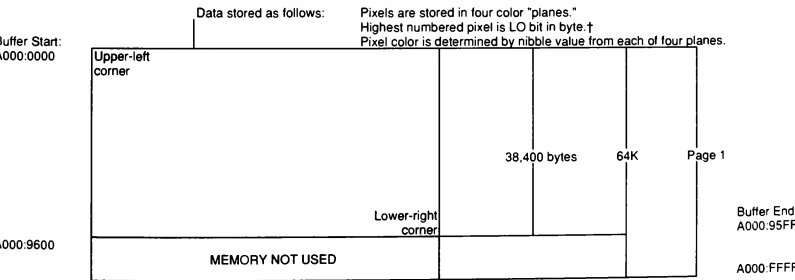 Data stored as follows: Pixels are stored in four color "planes."
Highest numbered pixel is LO bit in byte.†
Pixel color is determined by nibble value from each of four planes.
Buffer Start:
A000:0000
Upper-left
corner
38,400 bytes 64K Page 1
Lower-right
corner
Buffer End
A000:95FF
A000:9600
MEMORY NOT USED
A000:FFFF